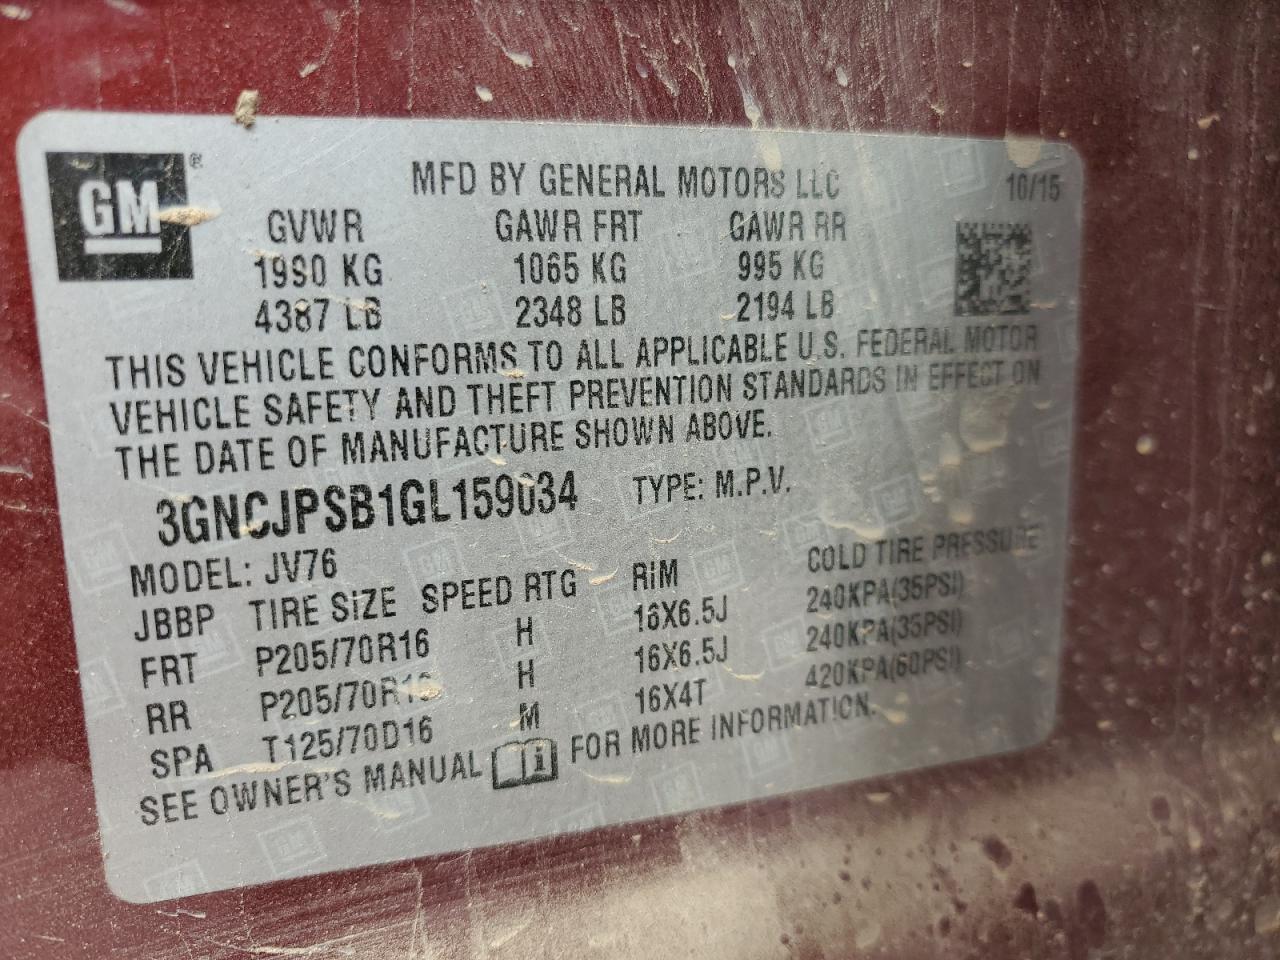 GM®
MFD BY GENERAL MOTORS LLC 10/15
GVWR GAWR FRT GAWR RR
1990 KG 1065 KG 995 KG
4387 LB 2348 LB 2194 LB
THIS VEHICLE CONFORMS TO ALL APPLICABLE U.S. FEDERAL MOTOR
VEHICLE SAFETY AND THEFT PREVENTION STANDARDS IN EFFECT ON
THE DATE OF MANUFACTURE SHOWN ABOVE.
3GNCJPSB1GL159034 TYPE: M.P.V.
MODEL: JV76
JBBP TIRE SIZE SPEED RTG RIM COLD TIRE PRESSURE
FRT P205/70R16 H 16X6.5J 240KPA(35PSI)
RR P205/70R16 H 16X6.5J 240KPA(35PSI)
SPA T125/70D16 M 16X4T 420KPA(60PSI)
SEE OWNER'S MANUAL FOR MORE INFORMATION.